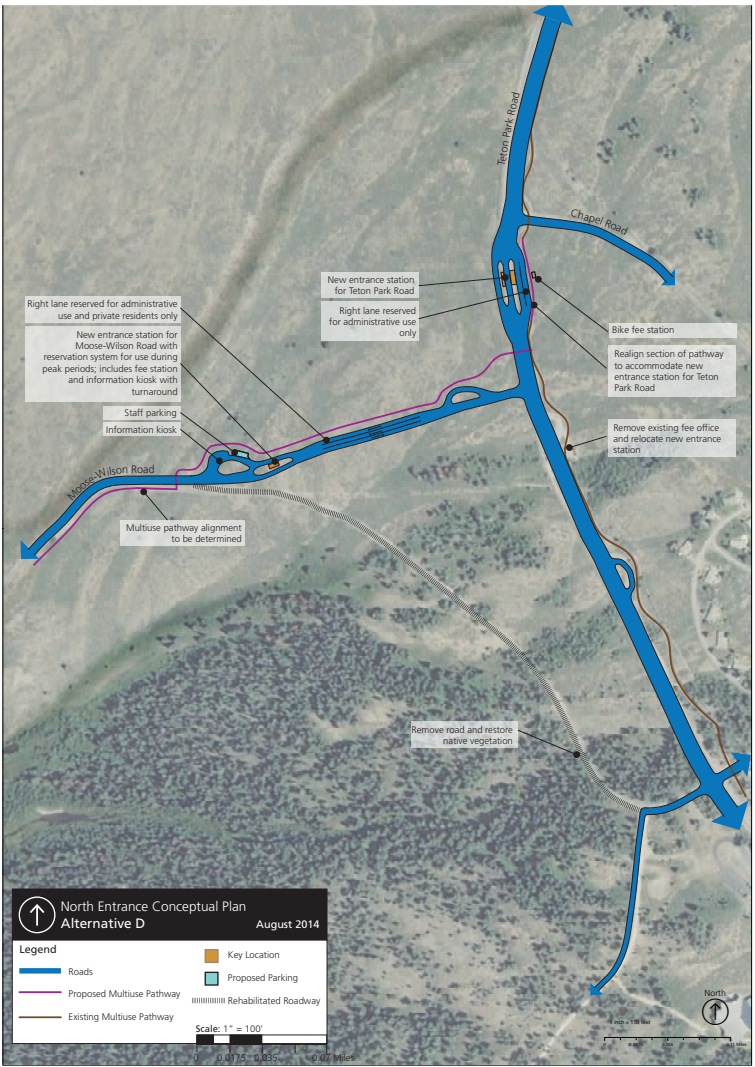 Teton Park Road
Chapel Road
New entrance station
for Teton Park Road
Right lane reserved
for administrative use
only
Bike fee station
Realign section of pathway
to accommodate new
entrance station for Teton
Park Road
Right lane reserved for administrative
use and private residents only
New entrance station for
Moose-Wilson Road with
reservation system for use during
peak periods; includes fee station
and information kiosk with
turnaround
Staff parking
Information kiosk
Remove existing fee office
and relocate new entrance
station
Moose-Wilson Road
Multiuse pathway alignment
to be determined
Remove road and restore
native vegetation
North Entrance Conceptual Plan
Alternative D August 2014
Legend
Roads
Proposed Multiuse Pathway
Existing Multiuse Pathway
Key Location
Proposed Parking
Rehabilitated Roadway
Scale: 1” = 100'
0 0.0175 0.035 0.07 Miles
North
1 inch = 150 feet
0
Miles